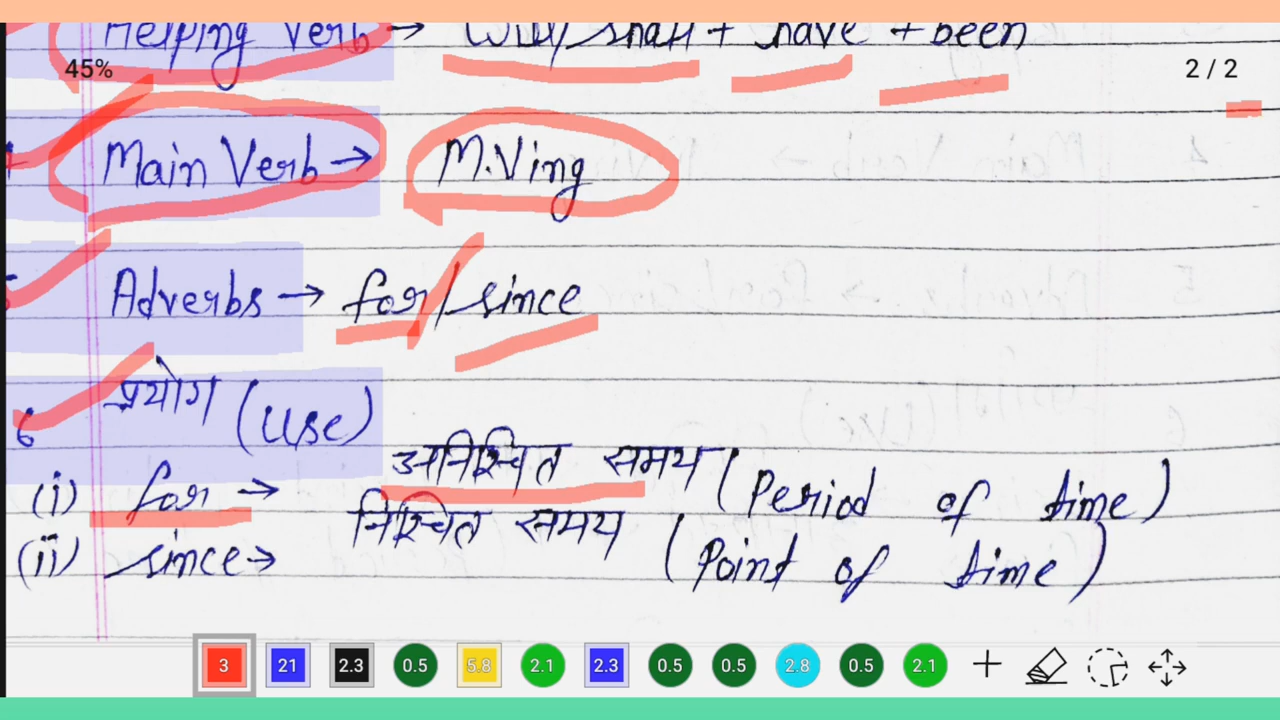 Helping Verb → Will/shall + have + been
45%
2 / 2
4 Main Verb → M.Ving
5 Adverbs → for/since
6 प्रयोग (Use)
(i) for → अनिश्चित समय (Period of time)
(ii) since → निश्चित समय (Point of time)
3 21 2.3 0.5 5.8 2.1 2.3 0.5 0.5 2.8 0.5 2.1